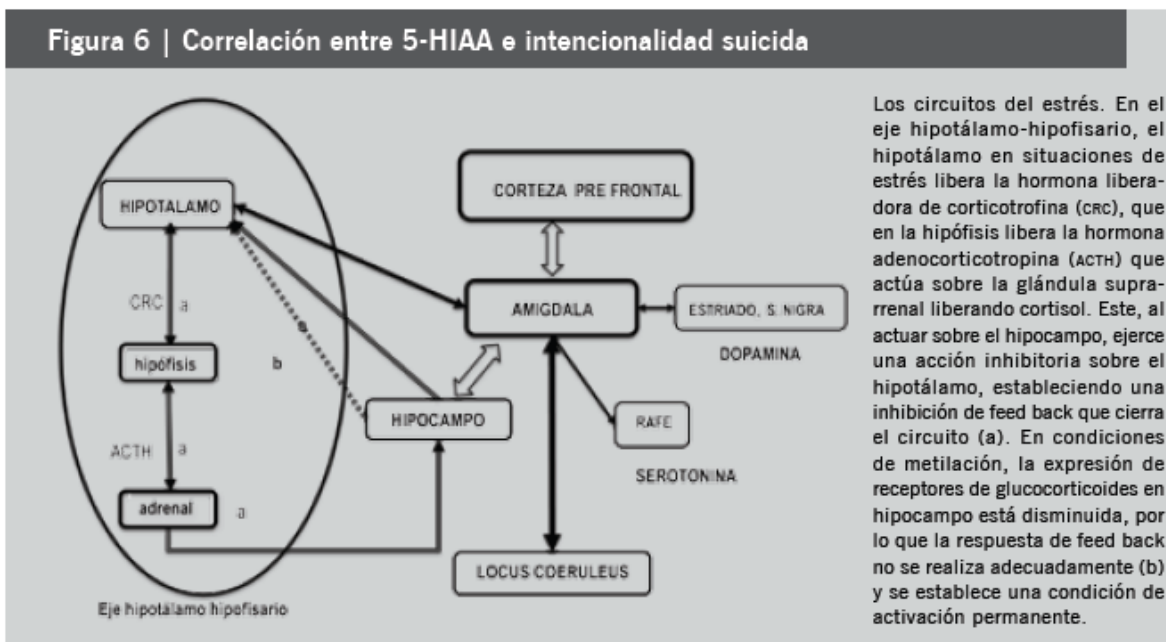 Figura 6 | Correlación entre 5-HIAA e intencionalidad suicida
HIPOTALAMO
CRC a
hipófisis
b
ACTH a
adrenal
a
Eje hipotálamo hipofisario
CORTEZA PRE FRONTAL
AMIGDALA
ESTRIADO, S. NIGRA
DOPAMINA
HIPOCAMPO
RAFE
SEROTONINA
LOCUS COERULEUS
Los circuitos del estrés. En el
eje hipotálamo-hipofisario, el
hipotálamo en situaciones de
estrés libera la hormona libera-
dora de corticotrofina (CRC), que
en la hipófisis libera la hormona
adenocorticotropina (ACTH) que
actúa sobre la glándula supra-
rrenal liberando cortisol. Este, al
actuar sobre el hipocampo, ejerce
una acción inhibitoria sobre el
hipotálamo, estableciendo una
inhibición de feed back que cierra
el circuito (a). En condiciones
de metilación, la expresión de
receptores de glucocorticoides en
hipocampo está disminuida, por
lo que la respuesta de feed back
no se realiza adecuadamente (b)
y se establece una condición de
activación permanente.